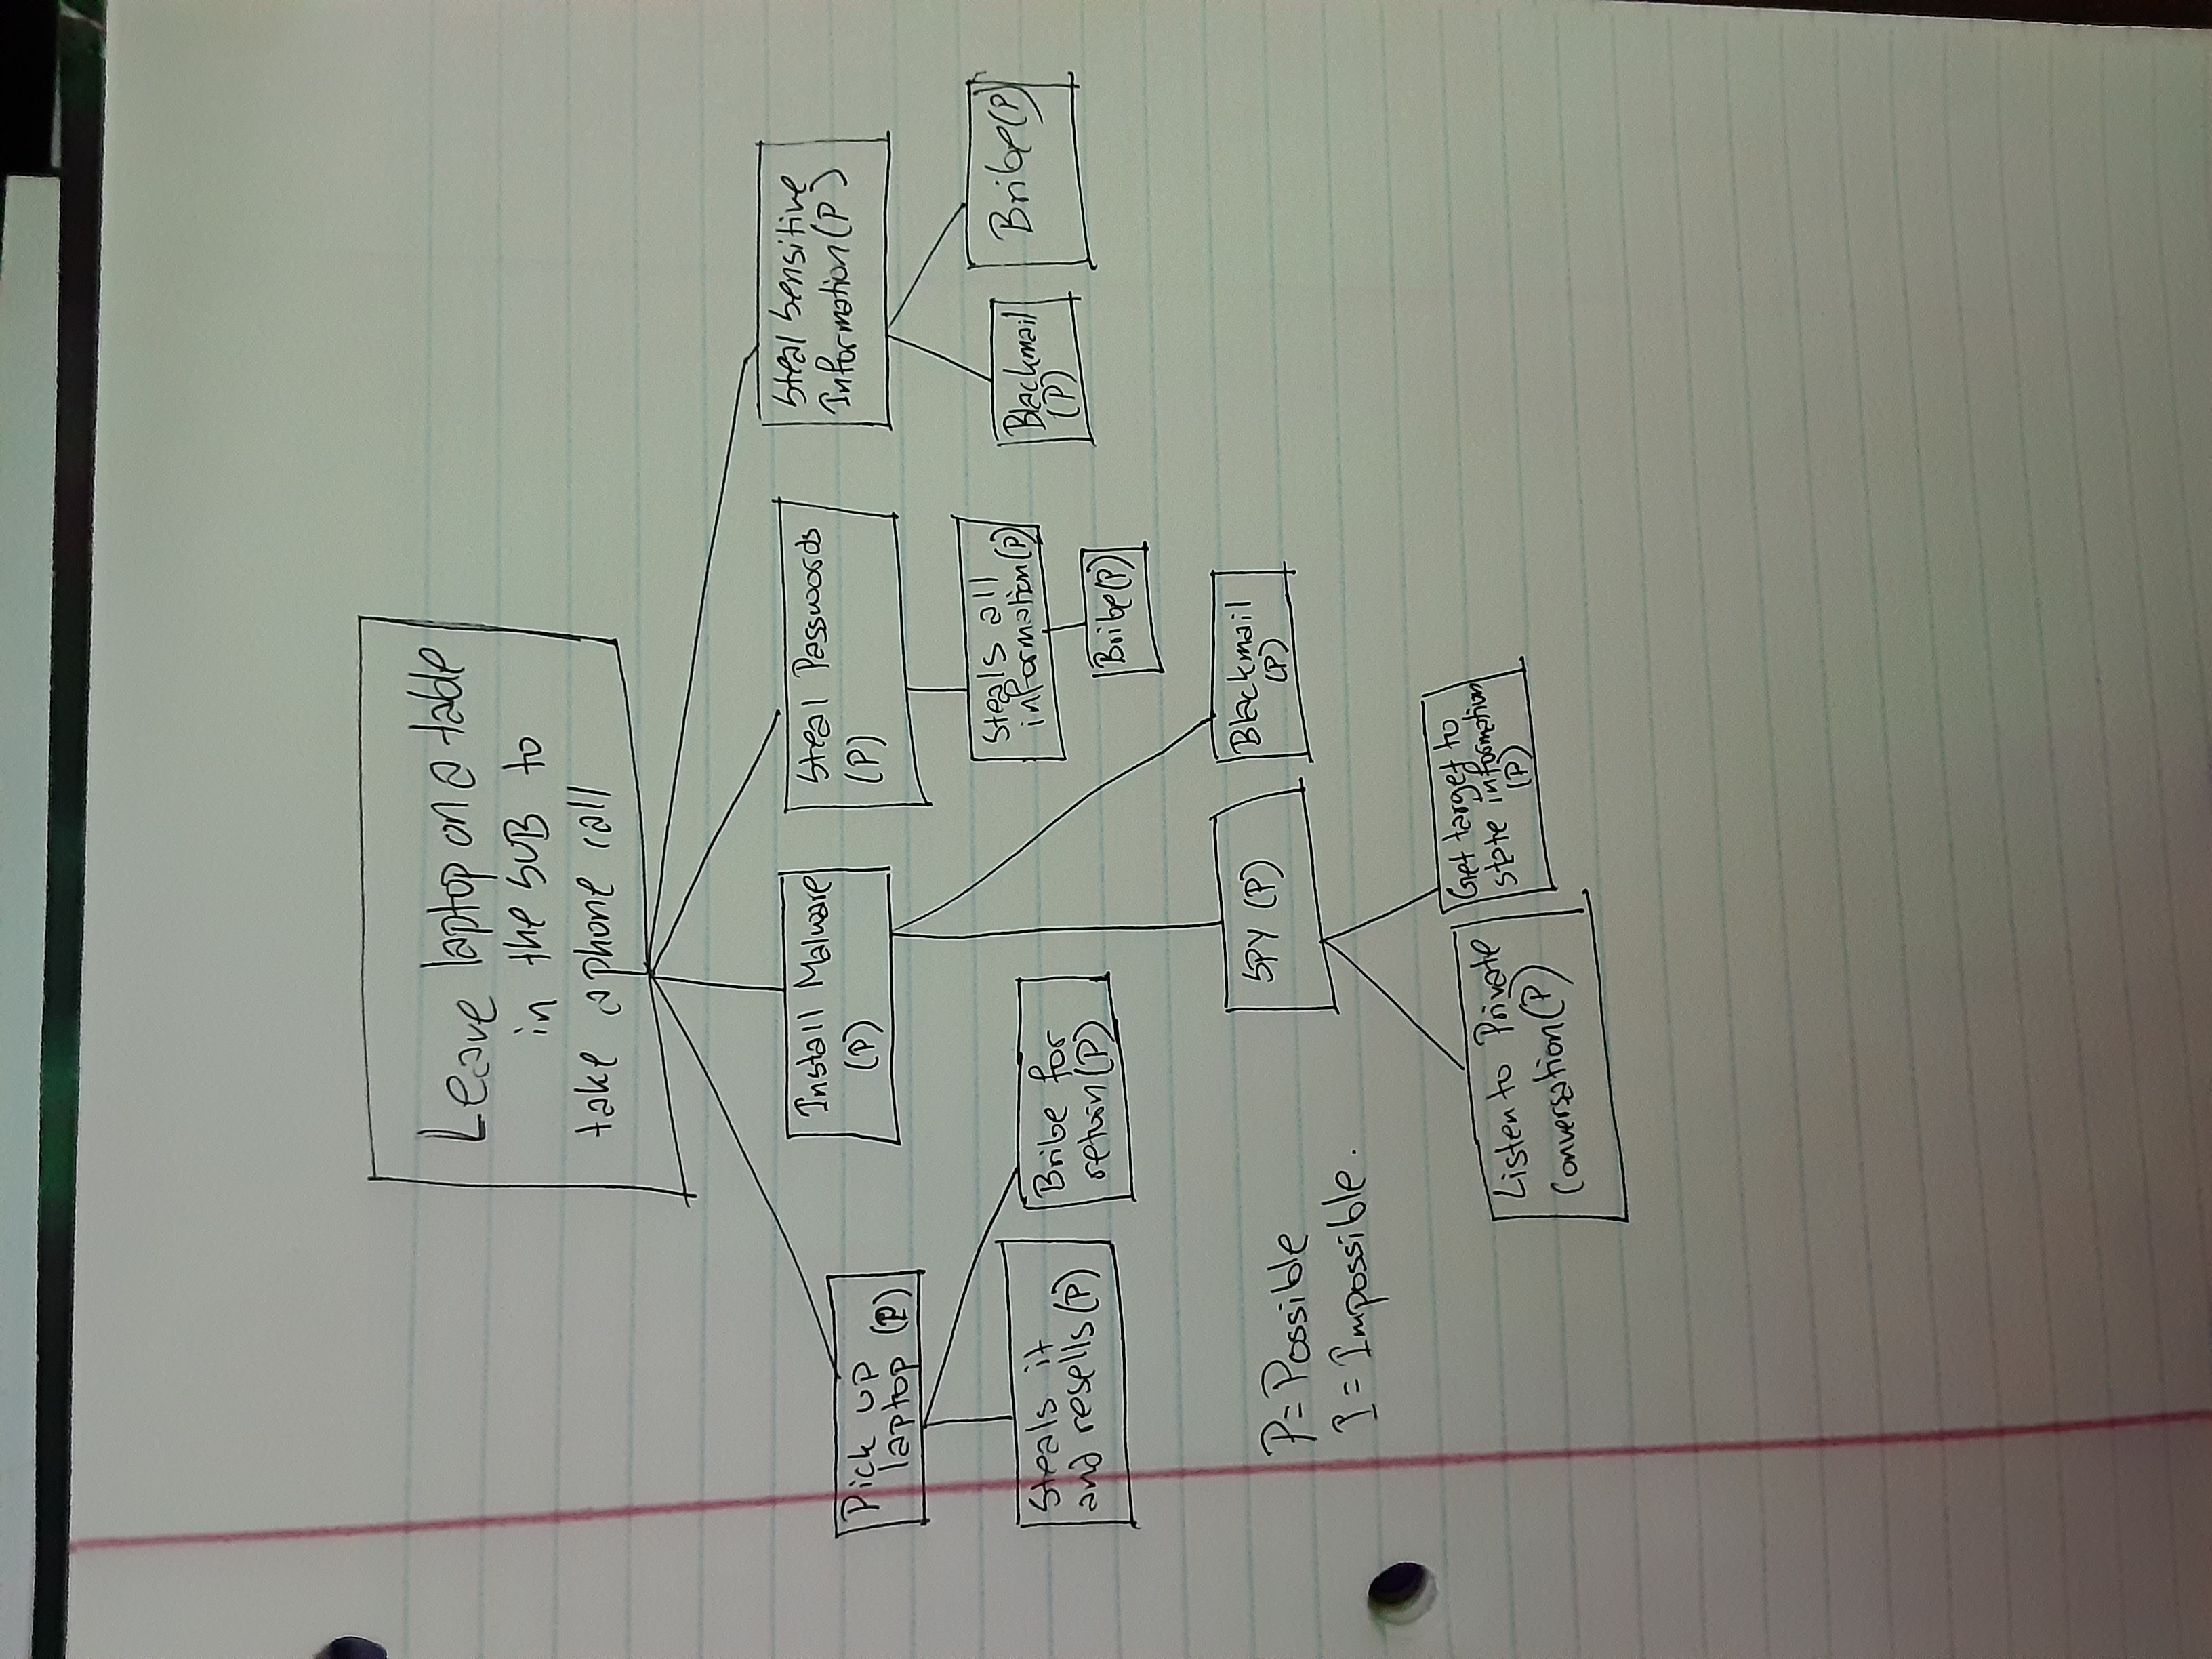 Leave laptop on a table
in the SUB to
take a phone call
Pick up
laptop (P)
Install Malware
(P)
Steal Passwords
(P)
Steal Sensitive
Information (P)
Steals it
and resells (P)
Bribe for
return (P)
Steals all
information (P)
Bribe (P)
Blackmail
(P)
Bribe (P)
SPY (P)
Blackmail
(P)
P = Possible
I = Impossible.
Listen to Private
Conversation (P)
Get target to
state information
(P)